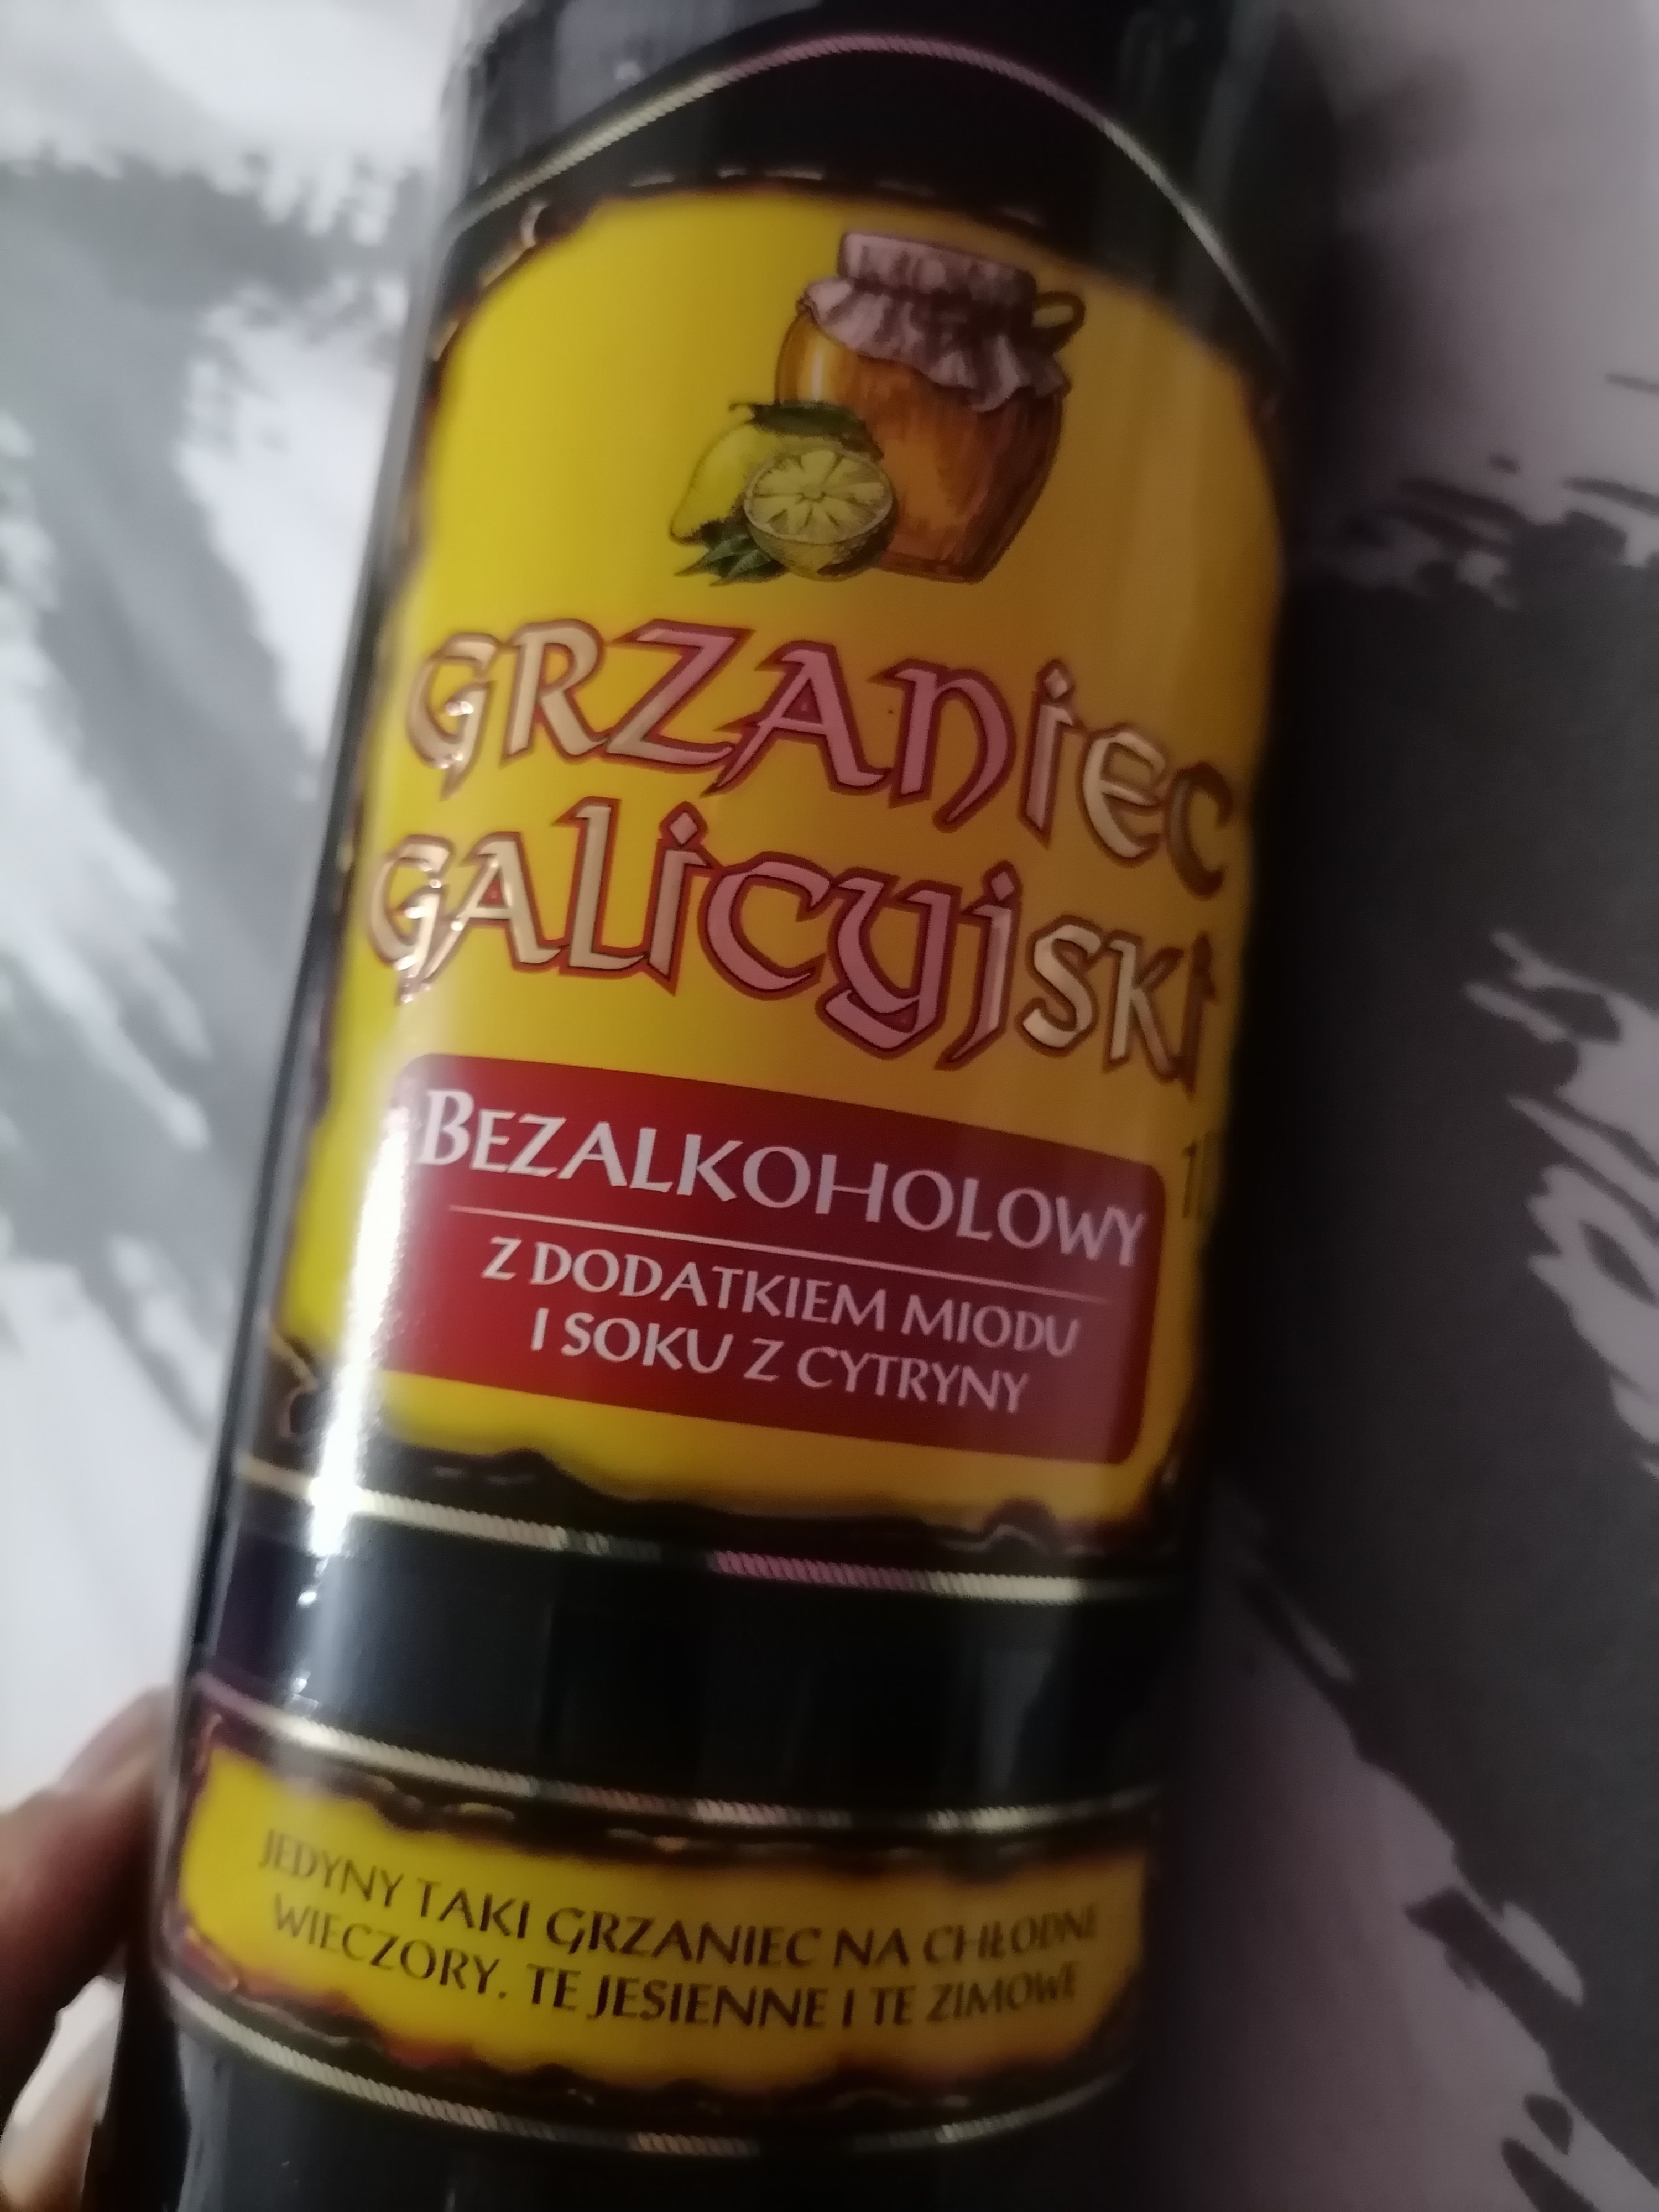 GRZANIEC
GALICYJSKI
BEZALKOHOLOWY
Z DODATKIEM MIODU
I SOKU Z CYTRYNY
JEDYNY TAKI GRZANIEC NA CHŁODNE
WIECZORY. TE JESIENNE I TE ZIMOWE